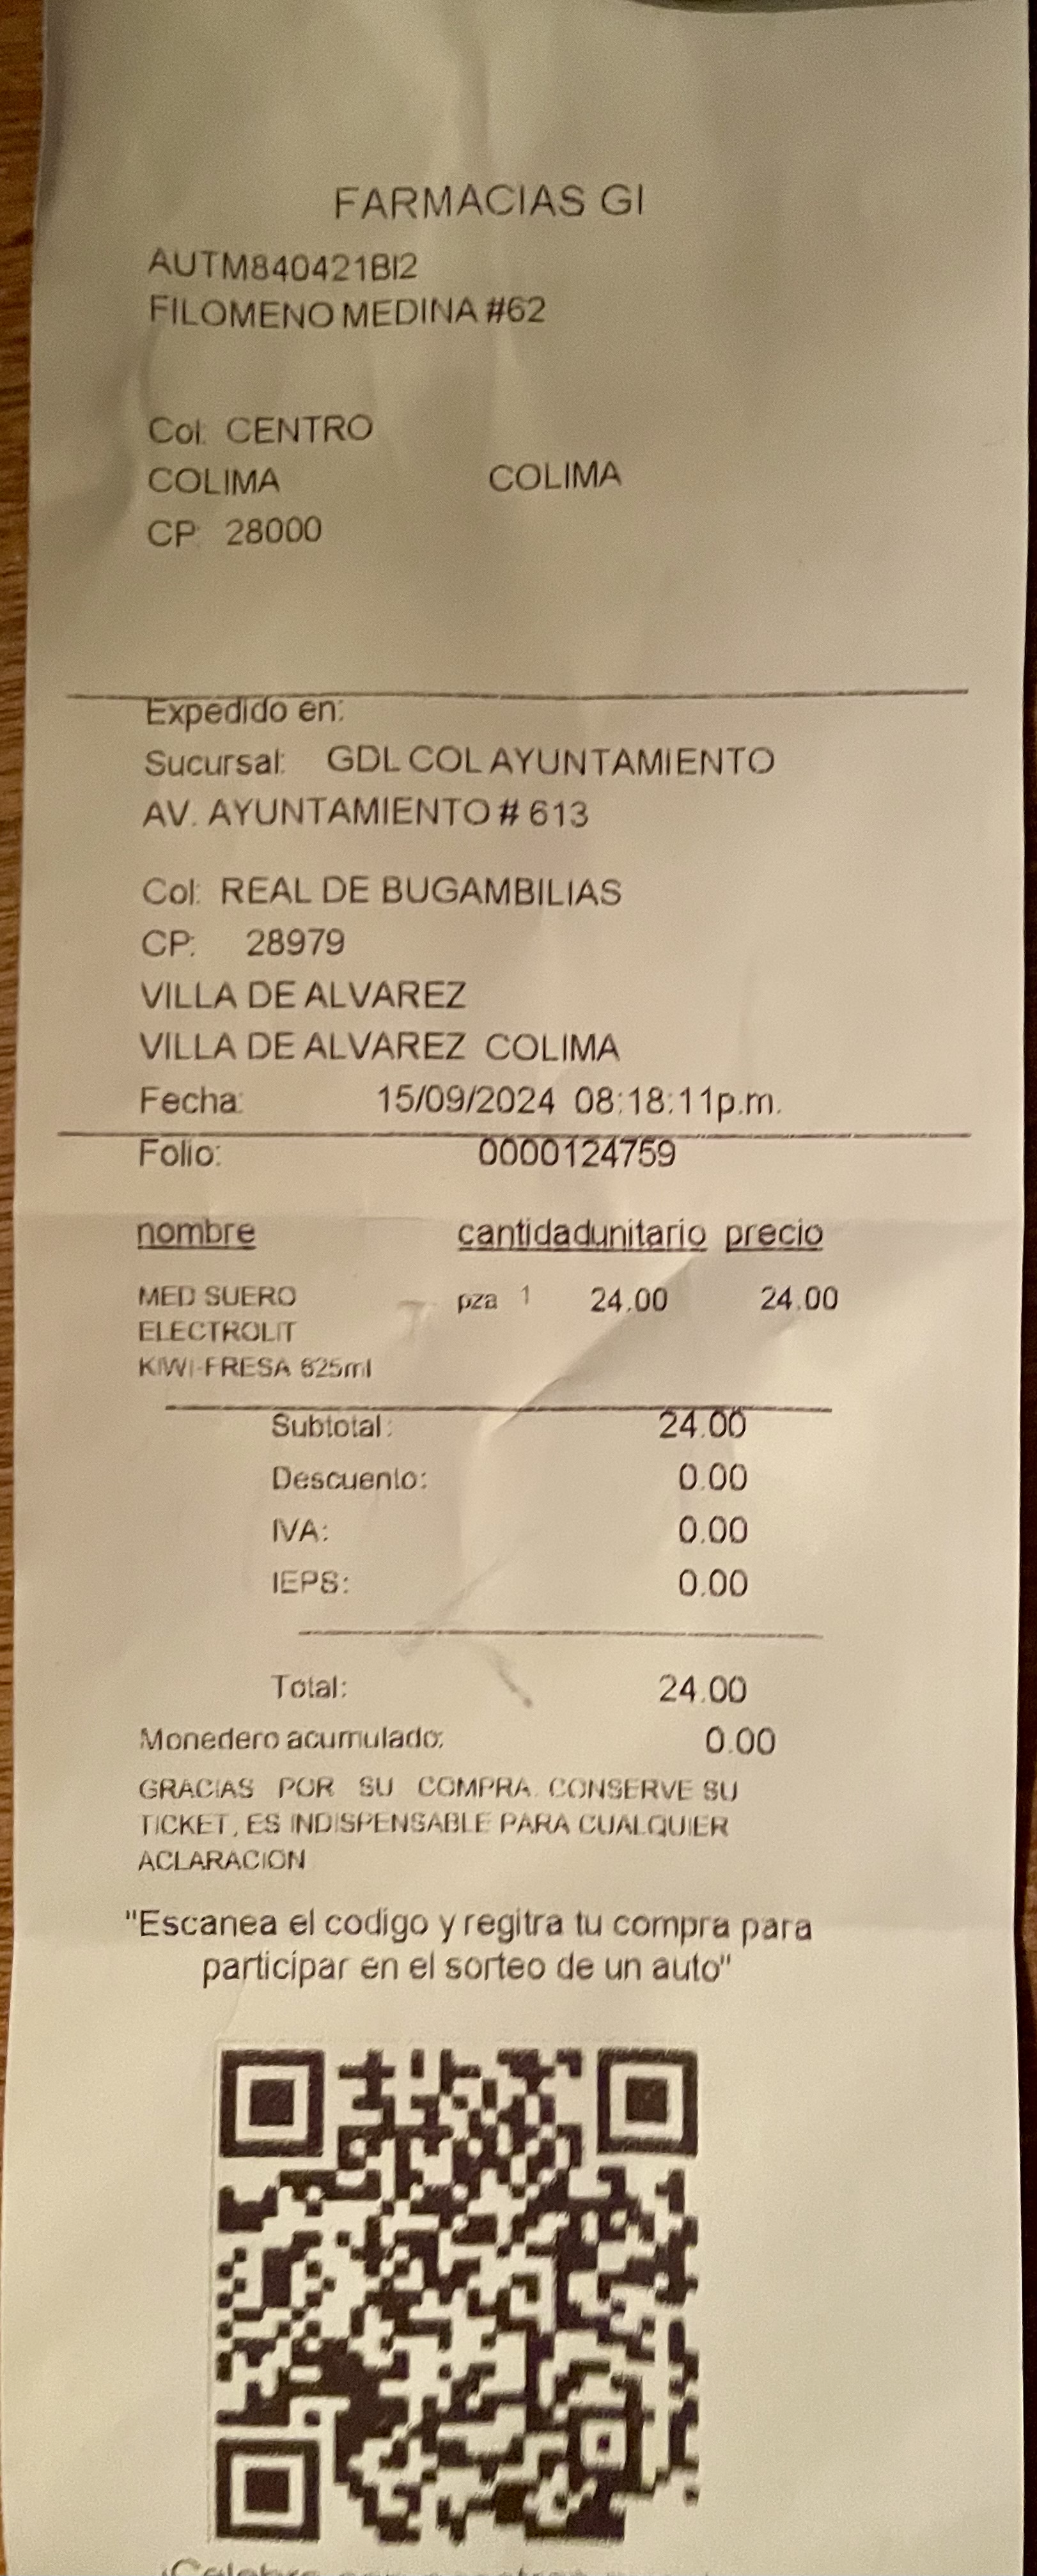 FARMACIAS GI
AUTM840421BI2
FILOMENO MEDINA #62
Col: CENTRO
COLIMA COLIMA
CP: 28000
Expedido en:
Sucursal: GDL COL AYUNTAMIENTO
AV. AYUNTAMIENTO # 613
Col: REAL DE BUGAMBILIAS
CP: 28979
VILLA DE ALVAREZ
VILLA DE ALVAREZ COLIMA
Fecha: 15/09/2024 08:18:11p.m.
Folio: 0000124759
nombre cantidadunitario precio
MED SUERO pza 1 24.00 24.00
ELECTROLIT
KIWI-FRESA 625ml
Subtotal: 24.00
Descuento: 0.00
IVA: 0.00
IEPS: 0.00
Total: 24.00
Monedero acumulado: 0.00
GRACIAS POR SU COMPRA. CONSERVE SU
TICKET, ES INDISPENSABLE PARA CUALQUIER
ACLARACION
"Escanea el codigo y regitra tu compra para
participar en el sorteo de un auto"